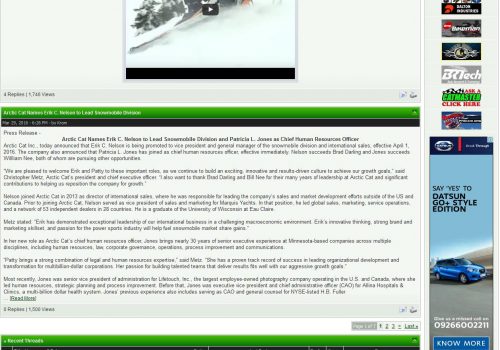 4 Replies | 1,746 Views
Arctic Cat Names Erik C. Nelson to Lead Snowmobile Division
Mar 29, 2016 - 6:26 PM - by Krom
Press Release -
Arctic Cat Names Erik C. Nelson to Lead Snowmobile Division and Patricia L. Jones as Chief Human Resources Officer
Arctic Cat Inc., today announced that Erik C. Nelson is being promoted to vice president and general manager of the snowmobile division and international sales, effective April 1,
2016. The company also announced that Patricia L. Jones has joined as chief human resources officer, effective immediately. Nelson succeeds Brad Darling and Jones succeeds
William Nee, both of whom are pursuing other opportunities.
"We are pleased to welcome Erik and Patty to these important roles, as we continue to build an exciting, innovative and results-driven culture to achieve our growth goals," said
Christopher Metz, Arctic Cat's president and chief executive officer. "I also want to thank Brad Darling and Bill Nee for their many years of leadership at Arctic Cat and significant
contributions to helping us reposition the company for growth."
Nelson joined Arctic Cat in 2013 as director of international sales, where he was responsible for leading the company's sales and market development efforts outside of the US and
Canada. Prior to joining Arctic Cat, Nelson served as vice president of sales and marketing for Marquis Yachts. In that position, he led global sales, marketing, service operations,
and a network of 53 independent dealers in 28 countries. He is a graduate of the University of Wisconsin at Eau Claire.
Metz stated: "Erik has demonstrated exceptional leadership of our international business in a challenging macroeconomic environment. Erik's innovative thinking, strong brand and
marketing skillset, and passion for the power sports industry will help fuel snowmobile market share gains."
In her new role as Arctic Cat's chief human resources officer, Jones brings nearly 30 years of senior executive experience at Minnesota-based companies across multiple
disciplines, including human resources, law, corporate governance, operations, process improvement and communications.
"Patty brings a strong combination of legal and human resources expertise," said Metz. "She has a proven track record of success in leading organizational development and
transformation for multibillion-dollar corporations. Her passion for building talented teams that deliver results fits well with our aggressive growth goals."
Most recently, Jones was senior vice president of administration for Lifetouch, Inc., the largest employee-owned photography company operating in the U.S. and Canada, where she
led human resources, strategic planning and process improvement. Before that, Jones was executive vice president and chief administrative officer (CAO) for Allina Hospitals &
Clinics, a multi-billion dollar health system. Jones' previous experience also includes serving as CAO and general counsel for NYSE-listed H.B. Fuller
... [Read More]
0 Replies | 1,500 Views
Page 1 of 7 1 2 3 > Last »
» Recent Threads
DALTON
INDUSTRIES
Bikeman
BRTech
ASK A
CATMASTER
CLICK HERE
SAY 'YES' TO
DATSUN
GO+ STYLE
EDITION
Give us a missed call on
09266002211
KNOW MORE